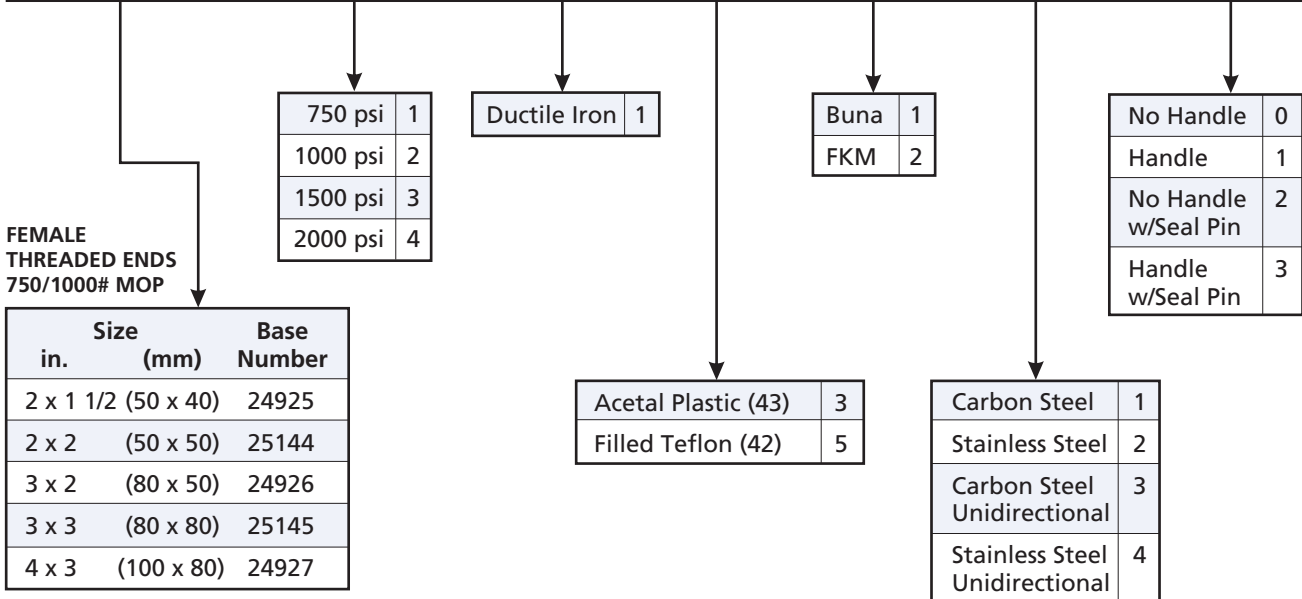 750 psi 1
1000 psi 2
1500 psi 3
2000 psi 4
Ductile Iron 1
Buna 1
FKM 2
No Handle 0
Handle 1
No Handle 2
w/Seal Pin
Handle 3
w/Seal Pin
FEMALE
THREADED ENDS
750/1000# MOP
Size Base
in. (mm) Number
2 x 1 1/2 (50 x 40) 24925
2 x 2 (50 x 50) 25144
3 x 2 (80 x 50) 24926
3 x 3 (80 x 80) 25145
4 x 3 (100 x 80) 24927
Acetal Plastic (43) 3
Filled Teflon (42) 5
Carbon Steel 1
Stainless Steel 2
Carbon Steel 3
Unidirectional
Stainless Steel 4
Unidirectional